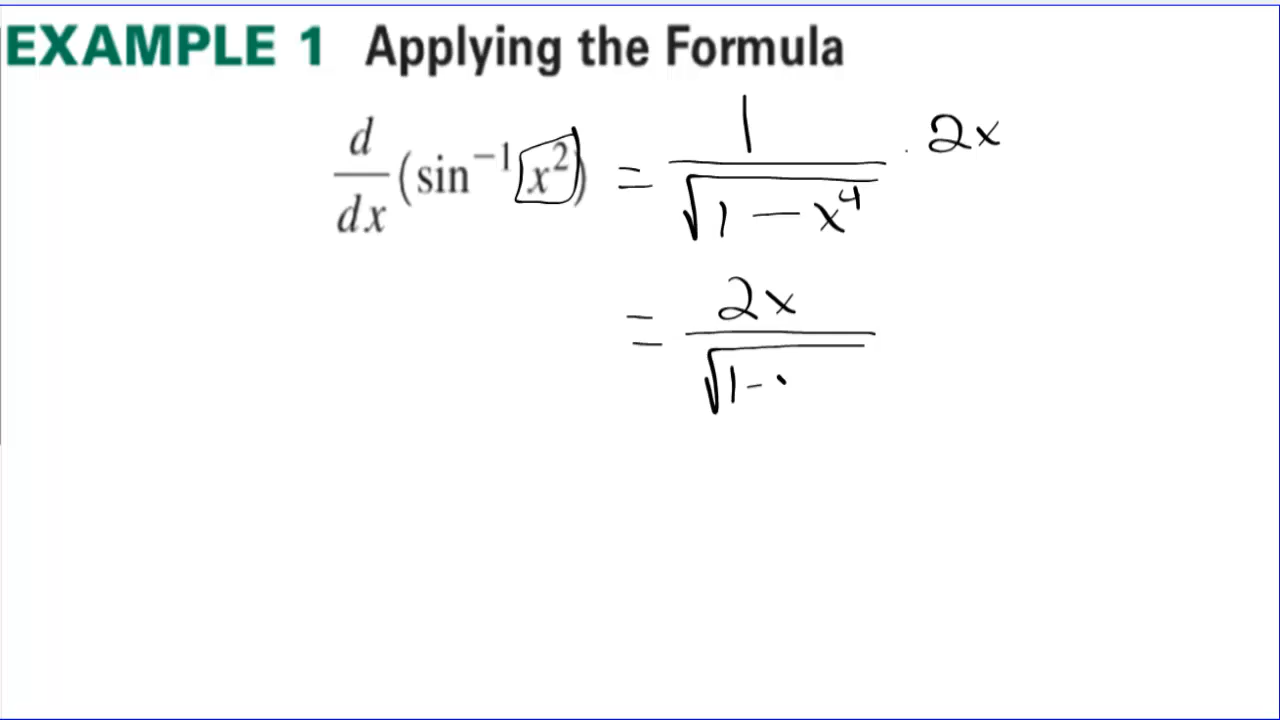 EXAMPLE 1 Applying the Formula
d/dx (sin⁻¹ x²) = 1/√(1 − x⁴) · 2x
= 2x/√(1 −